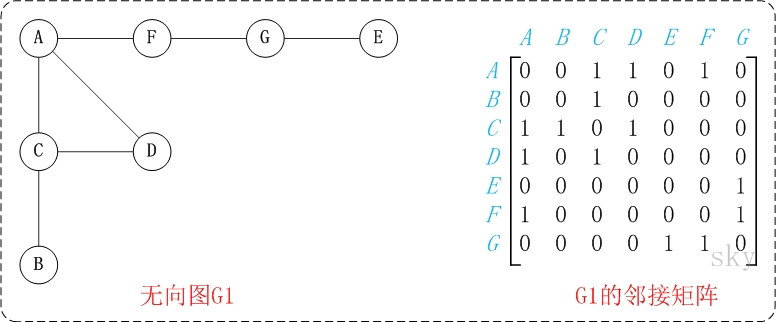 A F G E
C D
B
无向图G1
A B C D E F G
A 0 0 1 1 0 1 0
B 0 0 1 0 0 0 0
C 1 1 0 1 0 0 0
D 1 0 1 0 0 0 0
E 0 0 0 0 0 0 1
F 1 0 0 0 0 0 1
G 0 0 0 0 1 1 0
sky
G1的邻接矩阵